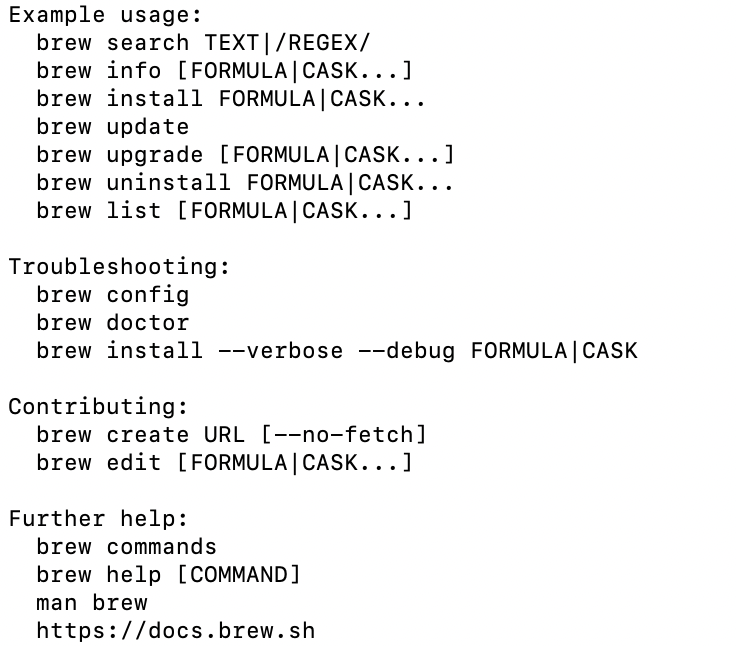 Example usage:
  brew search TEXT|/REGEX/
  brew info [FORMULA|CASK...]
  brew install FORMULA|CASK...
  brew update
  brew upgrade [FORMULA|CASK...]
  brew uninstall FORMULA|CASK...
  brew list [FORMULA|CASK...]

Troubleshooting:
  brew config
  brew doctor
  brew install --verbose --debug FORMULA|CASK

Contributing:
  brew create URL [--no-fetch]
  brew edit [FORMULA|CASK...]

Further help:
  brew commands
  brew help [COMMAND]
  man brew
  https://docs.brew.sh